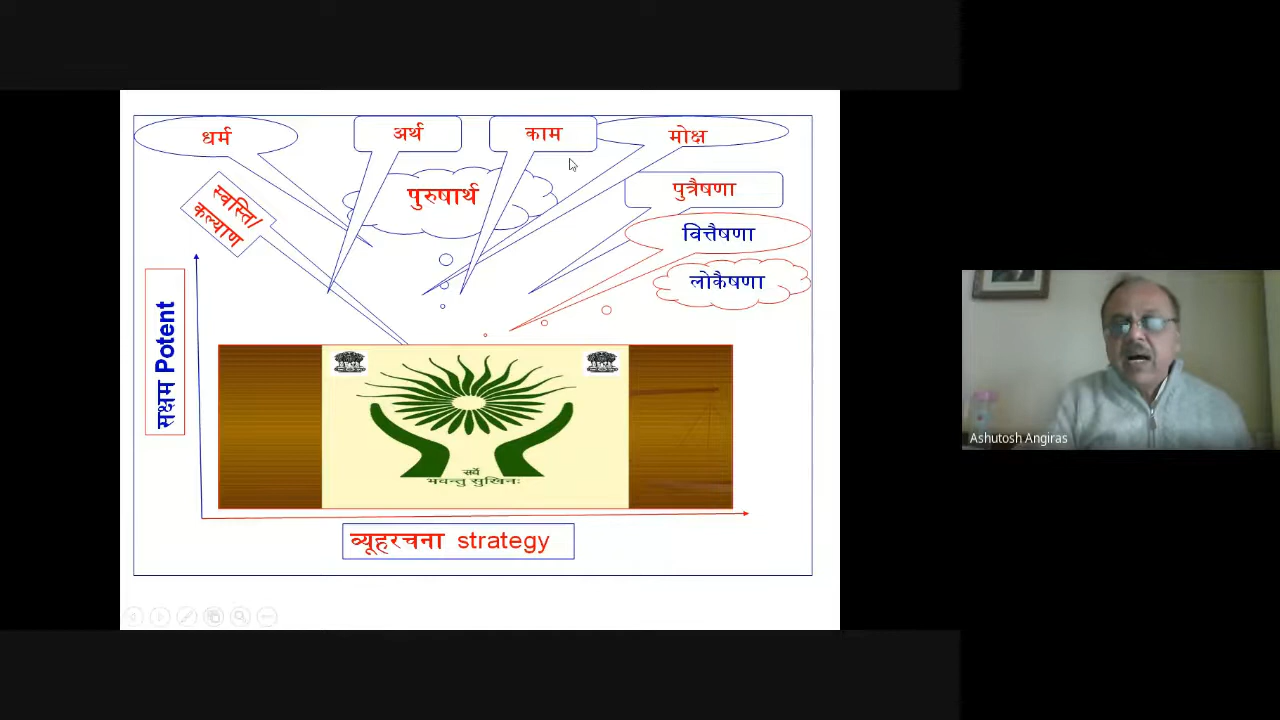 धर्म
अर्थ
काम
मोक्ष
स्वस्ति/
कल्याण
पुरुषार्थ
पुत्रैषणा
वित्तैषणा
लोकैषणा
सक्षम Potent
सर्वे
भवन्तु सुखिनः
व्यूहरचना strategy
Ashutosh Angiras